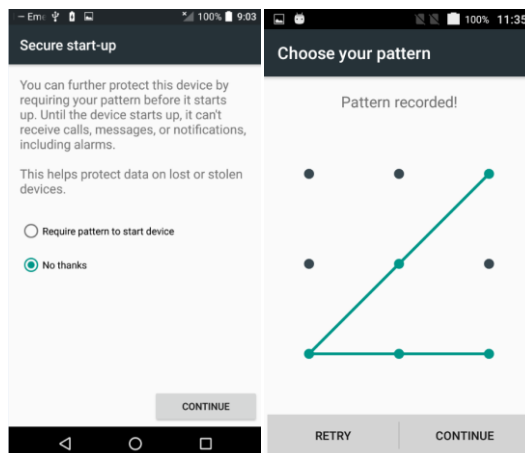 – Em
100% 9:03
Secure start-up
You can further protect this device by
requiring your pattern before it starts
up. Until the device starts up, it can't
receive calls, messages, or notifications,
including alarms.
This helps protect data on lost or stolen
devices.
Require pattern to start device
No thanks
CONTINUE
100% 11:35
Choose your pattern
Pattern recorded!
RETRY
CONTINUE